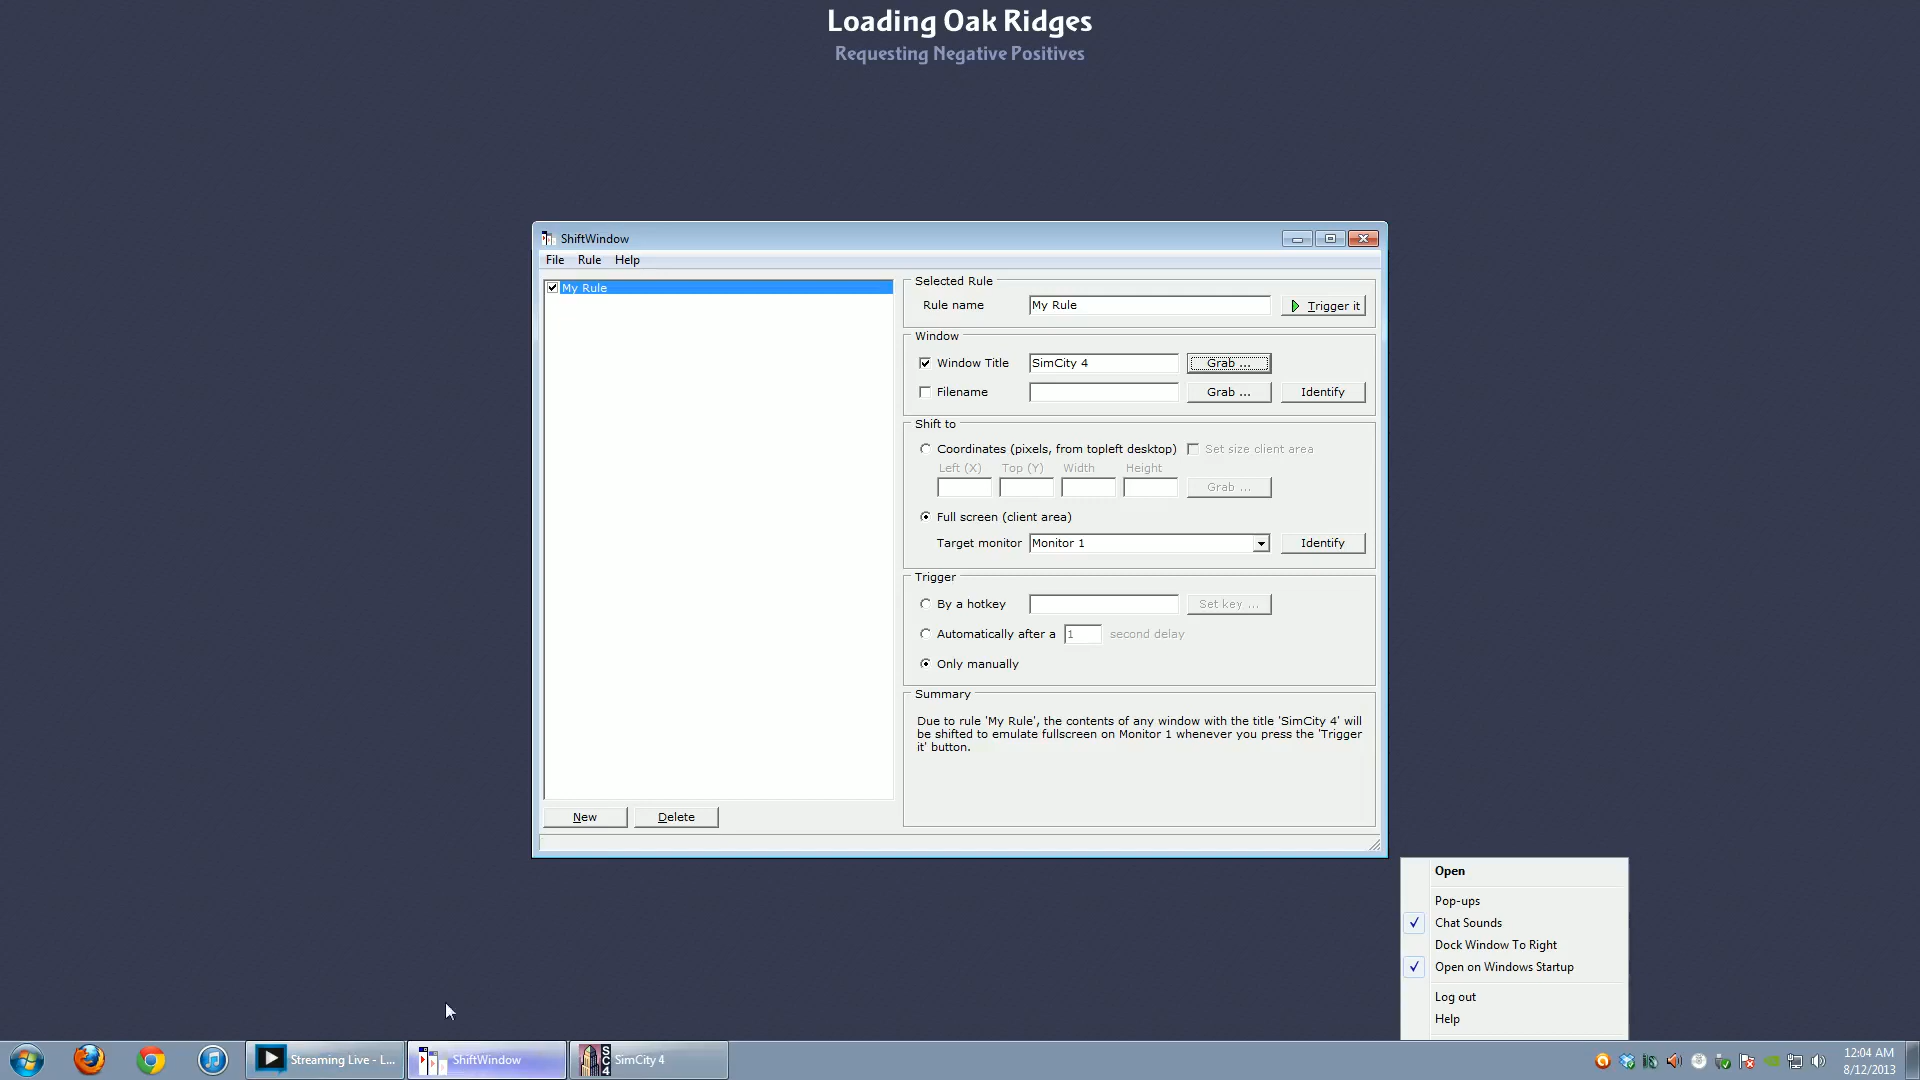 Loading Oak Ridges
Requesting Negative Positives
ShiftWindow
File Rule Help
My Rule
Selected Rule
Rule name My Rule Trigger it
Window
Window Title SimCity 4 Grab ...
Filename Grab ... Identify
Shift to
Coordinates (pixels, from topleft desktop) Set size client area
Left (X) Top (Y) Width Height
Grab ...
Full screen (client area)
Target monitor Monitor 1 Identify
Trigger
By a hotkey Set key ...
Automatically after a 1 second delay
Only manually
Summary
Due to rule 'My Rule', the contents of any window with the title 'SimCity 4' will
be shifted to emulate fullscreen on Monitor 1 whenever you press the 'Trigger
it' button.
New Delete
Open
Pop-ups
Chat Sounds
Dock Window To Right
Open on Windows Startup
Log out
Help
Streaming Live - L... ShiftWindow SC4 SimCity 4
12:04 AM
8/12/2013